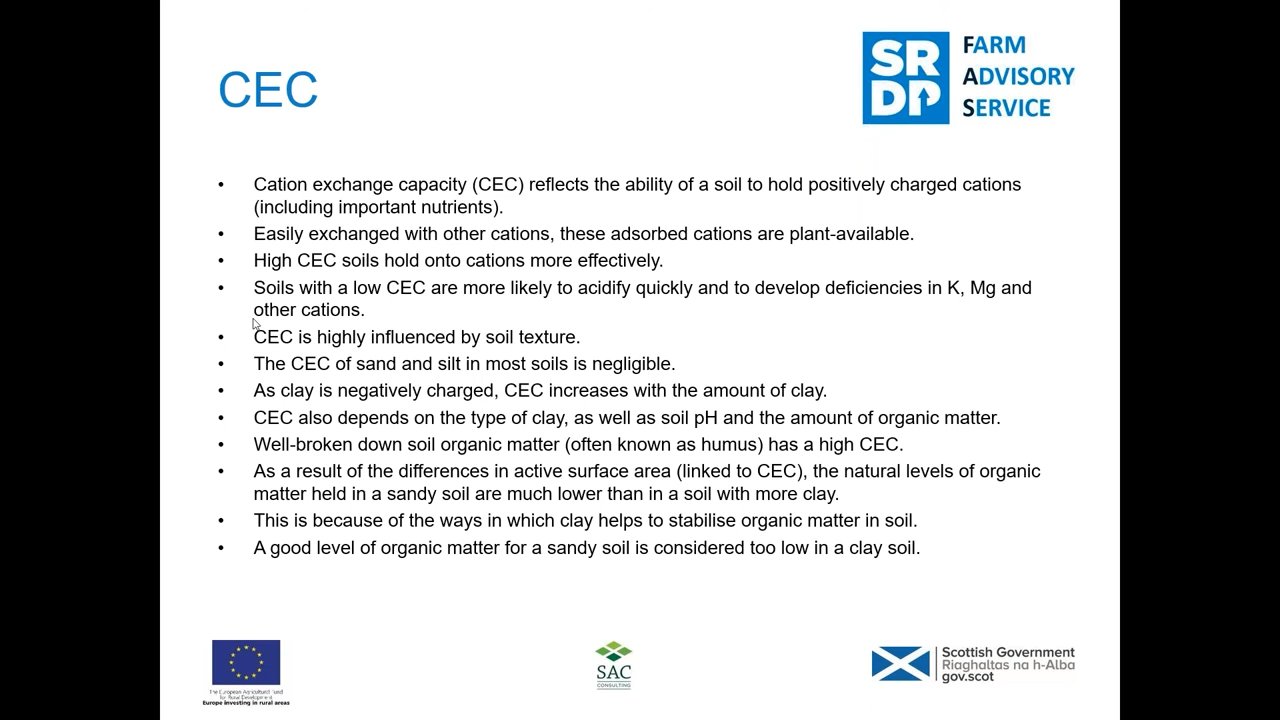 CEC
SR
DP
FARM
ADVISORY
SERVICE
• Cation exchange capacity (CEC) reflects the ability of a soil to hold positively charged cations
(including important nutrients).
• Easily exchanged with other cations, these adsorbed cations are plant-available.
• High CEC soils hold onto cations more effectively.
• Soils with a low CEC are more likely to acidify quickly and to develop deficiencies in K, Mg and
other cations.
• CEC is highly influenced by soil texture.
• The CEC of sand and silt in most soils is negligible.
• As clay is negatively charged, CEC increases with the amount of clay.
• CEC also depends on the type of clay, as well as soil pH and the amount of organic matter.
• Well-broken down soil organic matter (often known as humus) has a high CEC.
• As a result of the differences in active surface area (linked to CEC), the natural levels of organic
matter held in a sandy soil are much lower than in a soil with more clay.
• This is because of the ways in which clay helps to stabilise organic matter in soil.
• A good level of organic matter for a sandy soil is considered too low in a clay soil.
The European Agricultural Fund
for Rural Development
Europe investing in rural areas
SAC
CONSULTING
Scottish Government
Riaghaltas na h-Alba
gov.scot